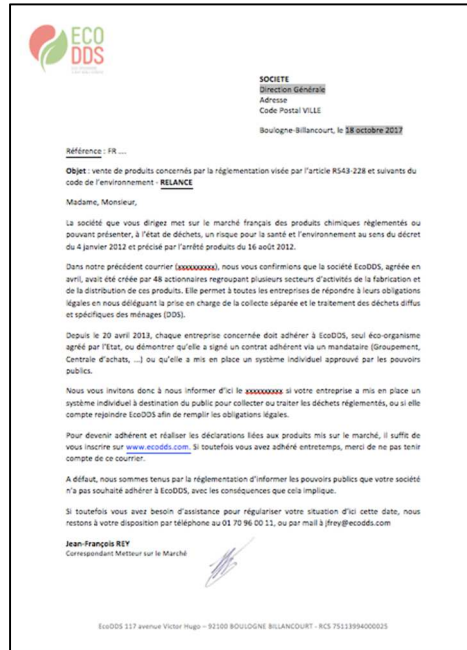 ECO
DDS
SOCIETE
Direction Générale
Adresse
Code Postal VILLE
Boulogne-Billancourt, le 18 octobre 2017
Référence : FR ....
Objet : vente de produits concernés par la réglementation visée par l'article R543-228 et suivants du
code de l'environnement - RELANCE
Madame, Monsieur,
La société que vous dirigez met sur le marché français des produits chimiques règlementés ou
pouvant présenter, à l'état de déchets, un risque pour la santé et l'environnement au sens du décret
du 4 janvier 2012 et précisé par l'arrêté produits du 16 août 2012.
Dans notre précédent courrier (xxxxxxxxxx), nous vous confirmions que la société EcoDDS, agréée en
avril, avait été créée par 48 actionnaires regroupant plusieurs secteurs d'activités de la fabrication et
de la distribution de ces produits. Elle permet à toutes les entreprises de répondre à leurs obligations
légales en nous déléguant la prise en charge de la collecte séparée et le traitement des déchets diffus
et spécifiques des ménages (DDS).
Depuis le 20 avril 2013, chaque entreprise concernée doit adhérer à EcoDDS, seul éco-organisme
agréé par l'Etat, ou démontrer qu'elle a signé un contrat adhérent via un mandataire (Groupement,
Centrale d'achats, ...) ou qu'elle a mis en place un système individuel approuvé par les pouvoirs
publics.
Nous vous invitons donc à nous informer d'ici le xxxxxxxxxx si votre entreprise a mis en place un
système individuel à destination du public pour collecter ou traiter les déchets réglementés, ou si elle
compte rejoindre EcoDDS afin de remplir les obligations légales.
Pour devenir adhérent et réaliser les déclarations liées aux produits mis sur le marché, il suffit de
vous inscrire sur www.ecodds.com. Si toutefois vous avez adhéré entretemps, merci de ne pas tenir
compte de ce courrier.
A défaut, nous sommes tenus par la réglementation d'informer les pouvoirs publics que votre société
n'a pas souhaité adhérer à EcoDDS, avec les conséquences que cela implique.
Si toutefois vous avez besoin d'assistance pour régulariser votre situation d'ici cette date, nous
restons à votre disposition par téléphone au 01 70 96 00 11, ou par mail à jfrey@ecodds.com
Jean-François REY
Correspondant Metteur sur le Marché
EcoDDS 117 avenue Victor Hugo – 92100 BOULOGNE BILLANCOURT - RCS 75113994000025